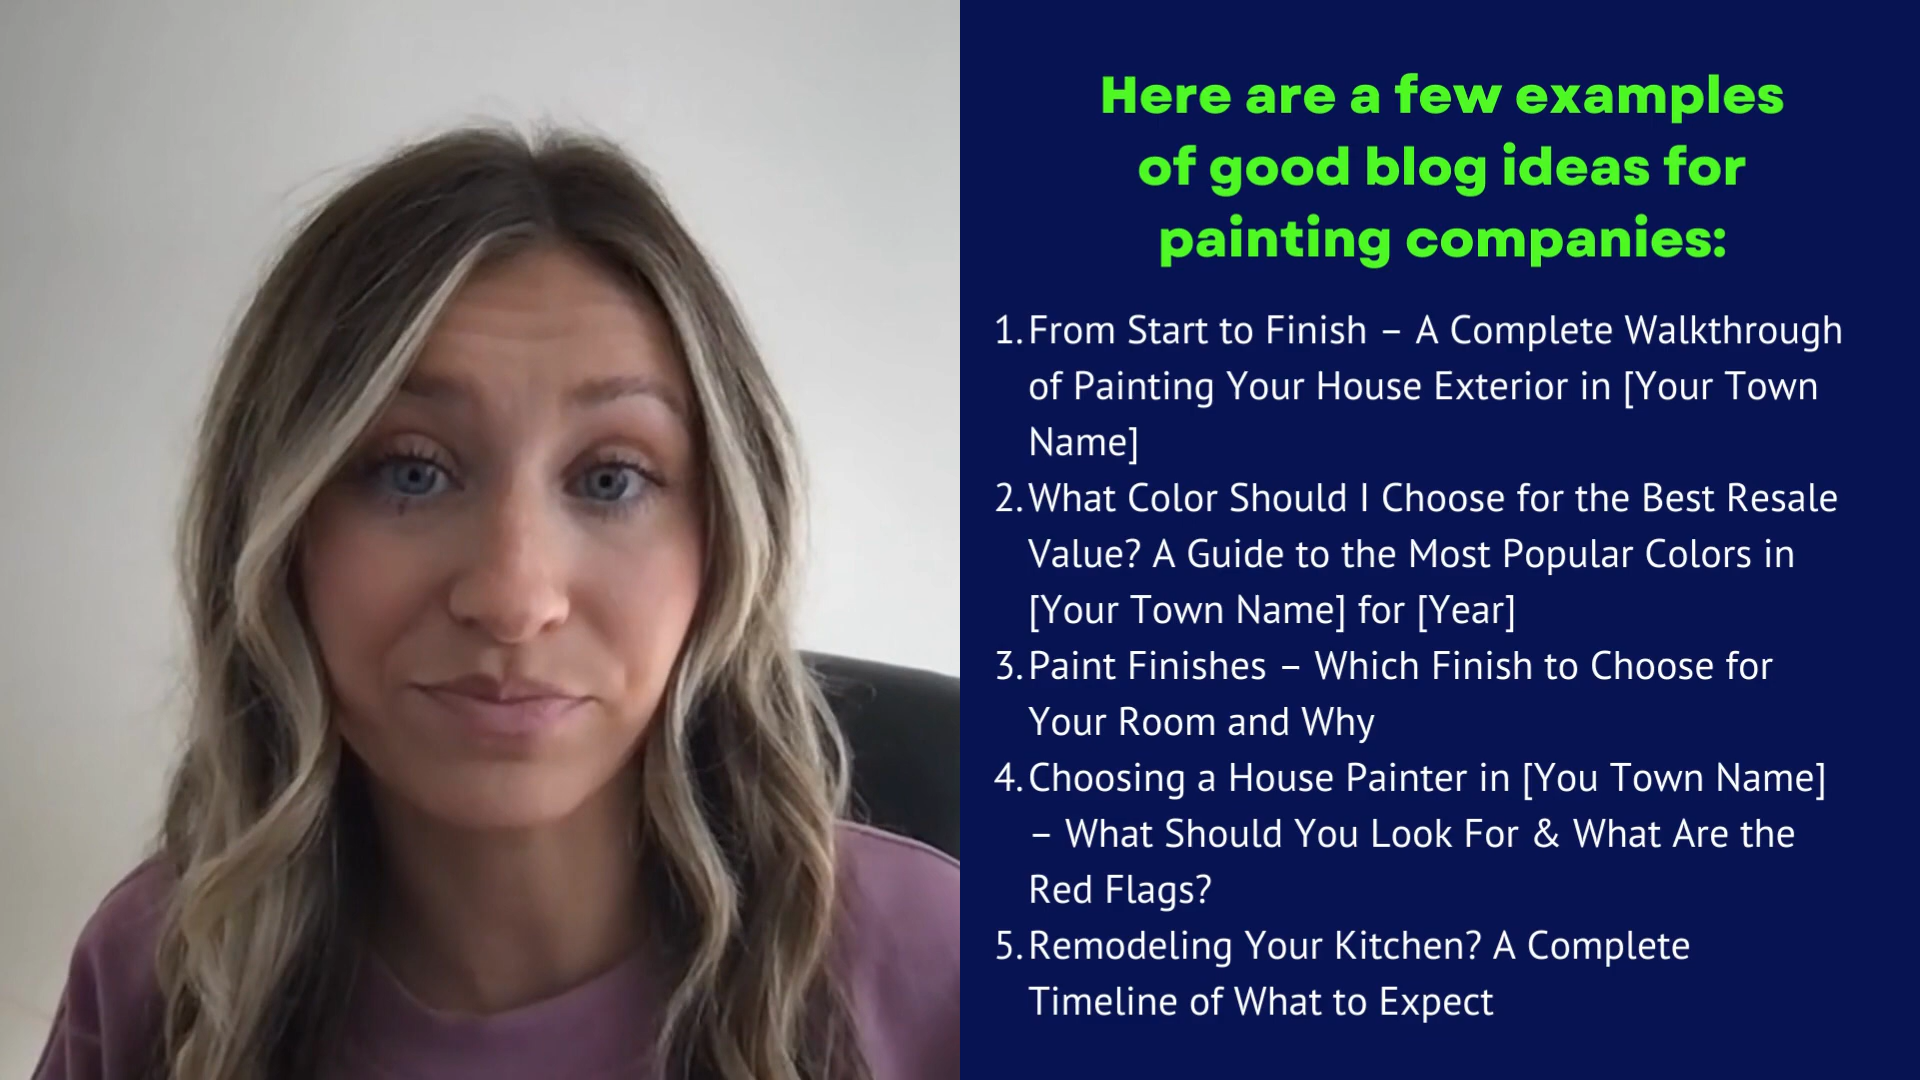 Here are a few examples
of good blog ideas for
painting companies:
1. From Start to Finish – A Complete Walkthrough
of Painting Your House Exterior in [Your Town
Name]
2. What Color Should I Choose for the Best Resale
Value? A Guide to the Most Popular Colors in
[Your Town Name] for [Year]
3. Paint Finishes – Which Finish to Choose for
Your Room and Why
4. Choosing a House Painter in [You Town Name]
– What Should You Look For & What Are the
Red Flags?
5. Remodeling Your Kitchen? A Complete
Timeline of What to Expect